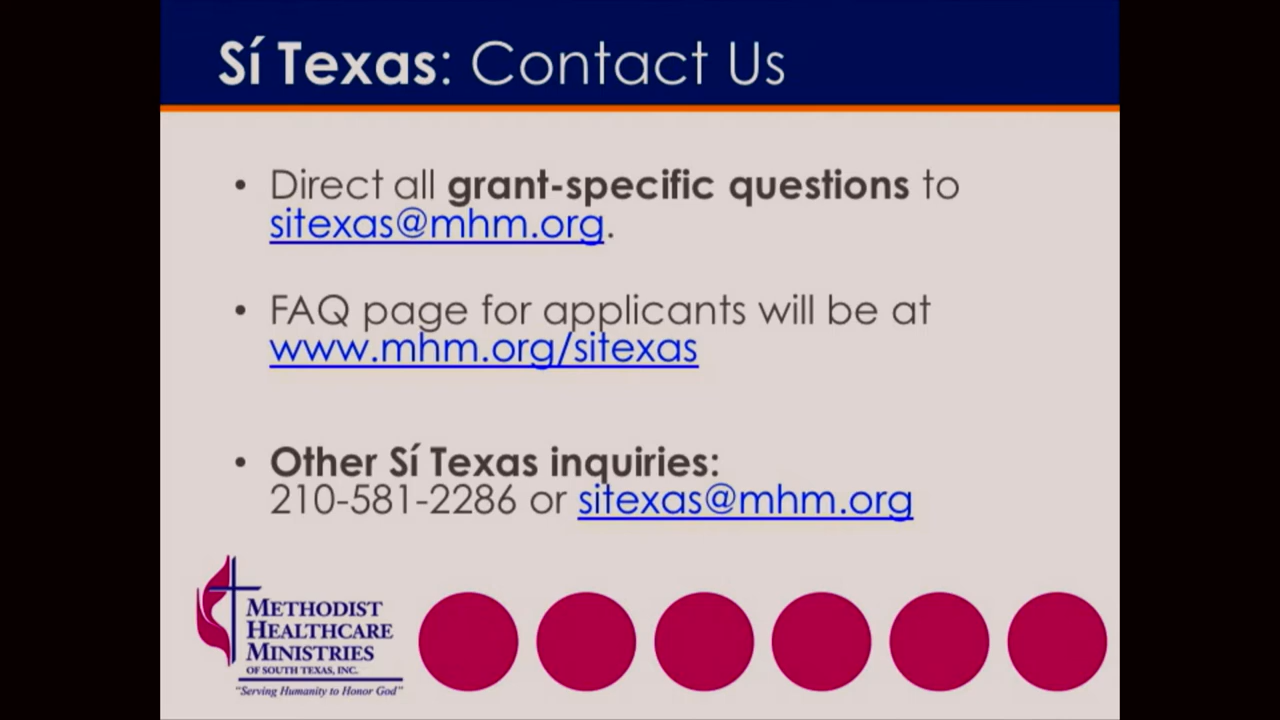 Sí Texas: Contact Us
• Direct all grant-specific questions to
sitexas@mhm.org.
• FAQ page for applicants will be at
www.mhm.org/sitexas
• Other Sí Texas inquiries:
210-581-2286 or sitexas@mhm.org
METHODIST
HEALTHCARE
MINISTRIES
OF SOUTH TEXAS, INC.
"Serving Humanity to Honor God"